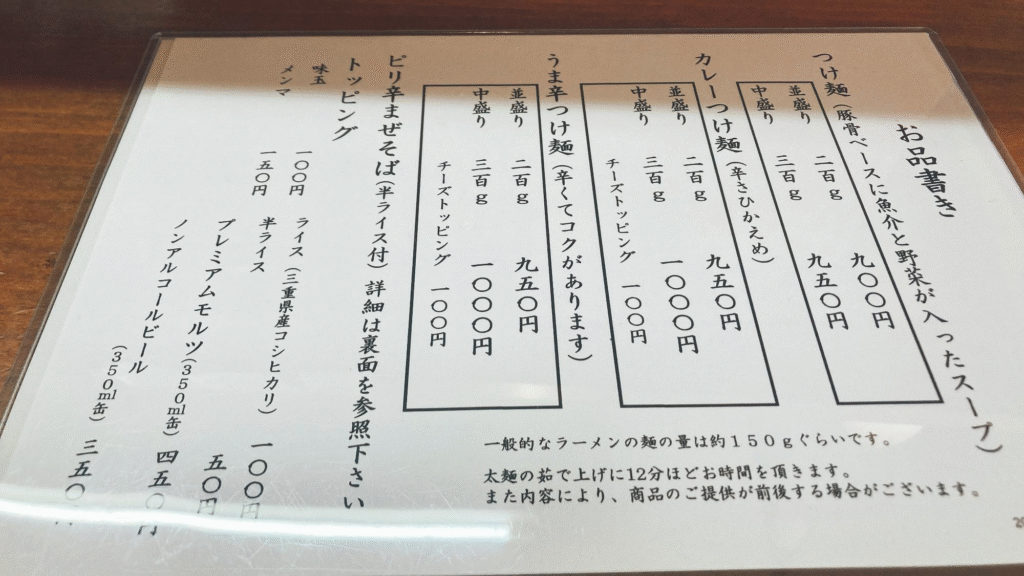 お品書き
つけ麺(豚骨ベースに魚介と野菜が入ったスープ)
並盛り 二百g 九〇〇円
中盛り 三百g 九五〇円
カレーつけ麺(辛さひかえめ)
並盛り 二百g 九五〇円
中盛り 三百g 一〇〇〇円
チーズトッピング 一〇〇円
うま辛つけ麺(辛くてコクがあります)
並盛り 二百g 九五〇円
中盛り 三百g 一〇〇〇円
チーズトッピング 一〇〇円
ピリ辛まぜそば(半ライス付)詳細は裏面を参照下さい
トッピング
味玉 一〇〇円
メンマ 一五〇円
ライス(三重県産コシヒカリ) 一〇〇円
半ライス 五〇円
プレミアムモルツ(350ml缶) 四五〇円
ノンアルコールビール
(350ml缶) 三五〇円
一般的なラーメンの麺の量は約150gぐらいです。
太麺の茹で上げに12分ほどお時間を頂きます。
また内容により、商品のご提供が前後する場合がございます。